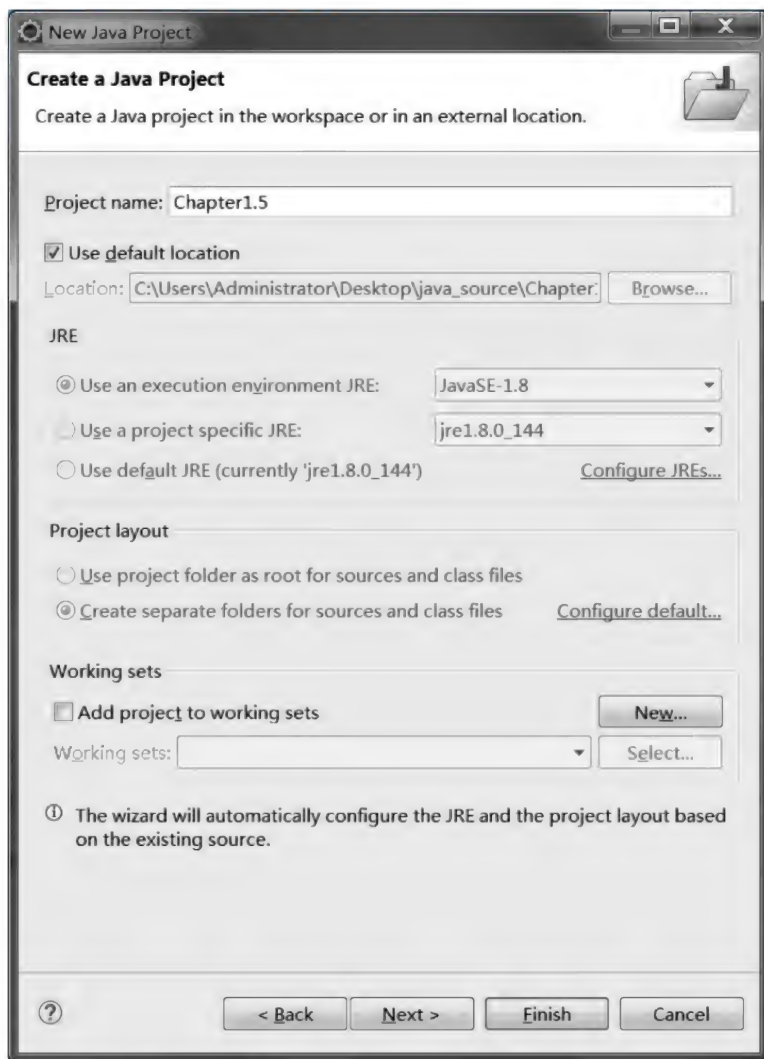 New Java Project
Create a Java Project
Create a Java project in the workspace or in an external location.
Project name: Chapter1.5
Use default location
Location: C:\Users\Administrator\Desktop\java_source\Chapter1 Browse...
JRE
Use an execution environment JRE: JavaSE-1.8
Use a project specific JRE: jre1.8.0_144
Use default JRE (currently 'jre1.8.0_144') Configure JREs...
Project layout
Use project folder as root for sources and class files
Create separate folders for sources and class files Configure default...
Working sets
Add project to working sets New...
Working sets: Select...
The wizard will automatically configure the JRE and the project layout based
on the existing source.
< Back Next > Finish Cancel